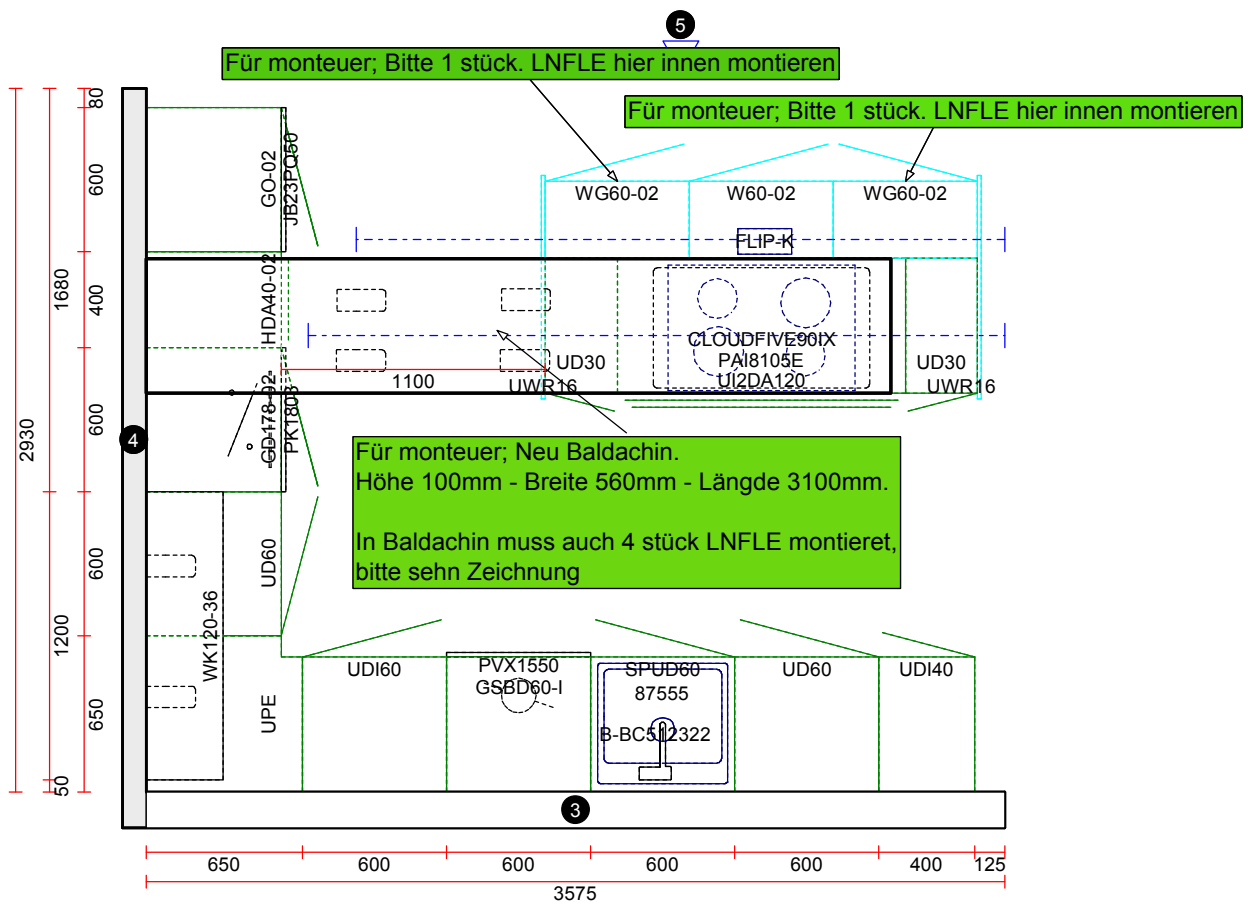 5
Für monteuer; Bitte 1 stück. LNFLE hier innen montieren
Für monteuer; Bitte 1 stück. LNFLE hier innen montieren
80
600
GO-02
JB23PQ50
WG60-02
W60-02
WG60-02
FLIP-K
1680
400
HDA40-02
CLOUDFIVE90IX
PAI8105E
UI2DA120
UD30
UWR16
UD30
UWR16
1100
2930
600
GD178-02
PK1803
4
Für monteuer; Neu Baldachin.
Höhe 100mm - Breite 560mm - Längde 3100mm.
In Baldachin muss auch 4 stück LNFLE montieret,
bitte sehn Zeichnung
600
UD60
1200
WK120-36
650
UPE
50
UDI60
PVX1550
GSBD60-I
SPUD60
87555
B-BC512322
UD60
UDI40
3
650
600
600
600
600
400
125
3575